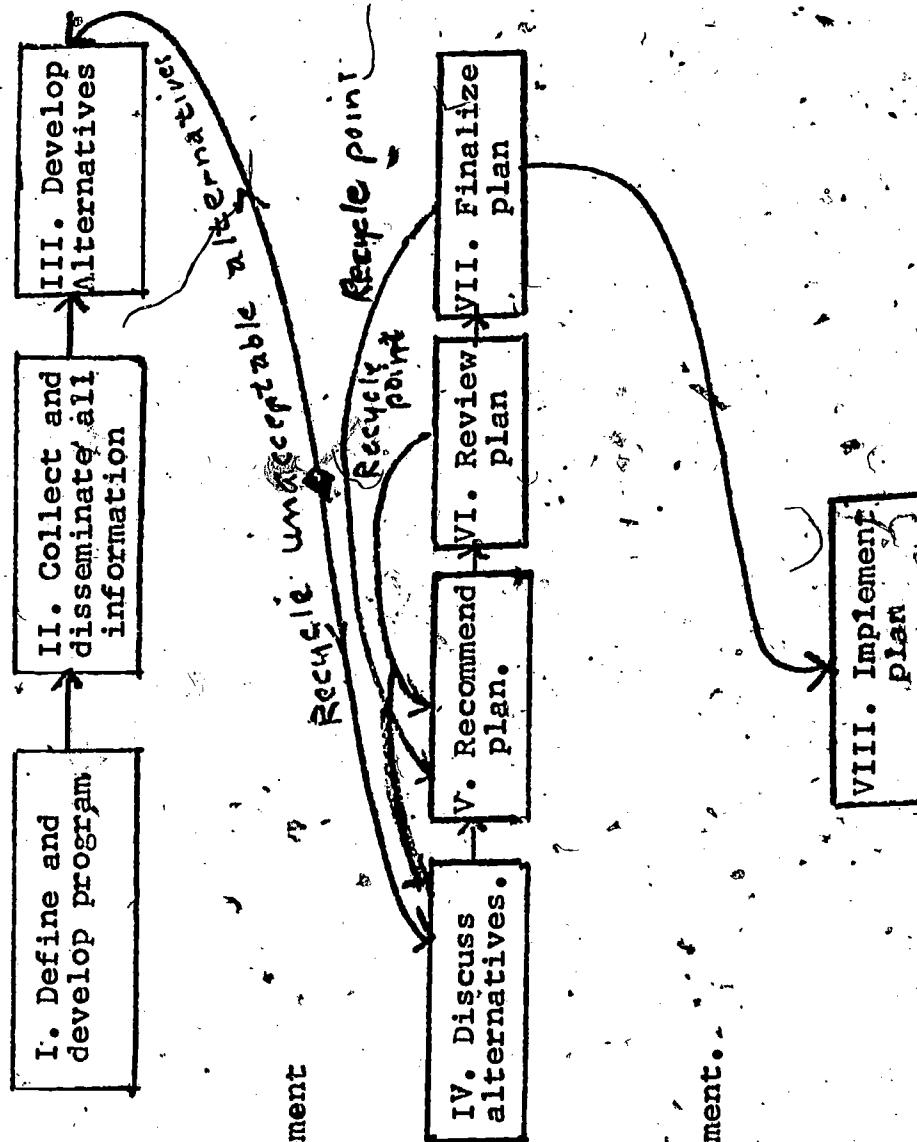 I. Define and
develop program
II. Collect and
disseminate all
information
III. Develop
Alternatives
Recycle unacceptable alternatives
Recycle point
Recycle
point
ment
IV. Discuss
alternatives.
V. Recommend
plan.
VI. Review
plan
VII. Finalize
plan
ment.
VIII. Implement
plan